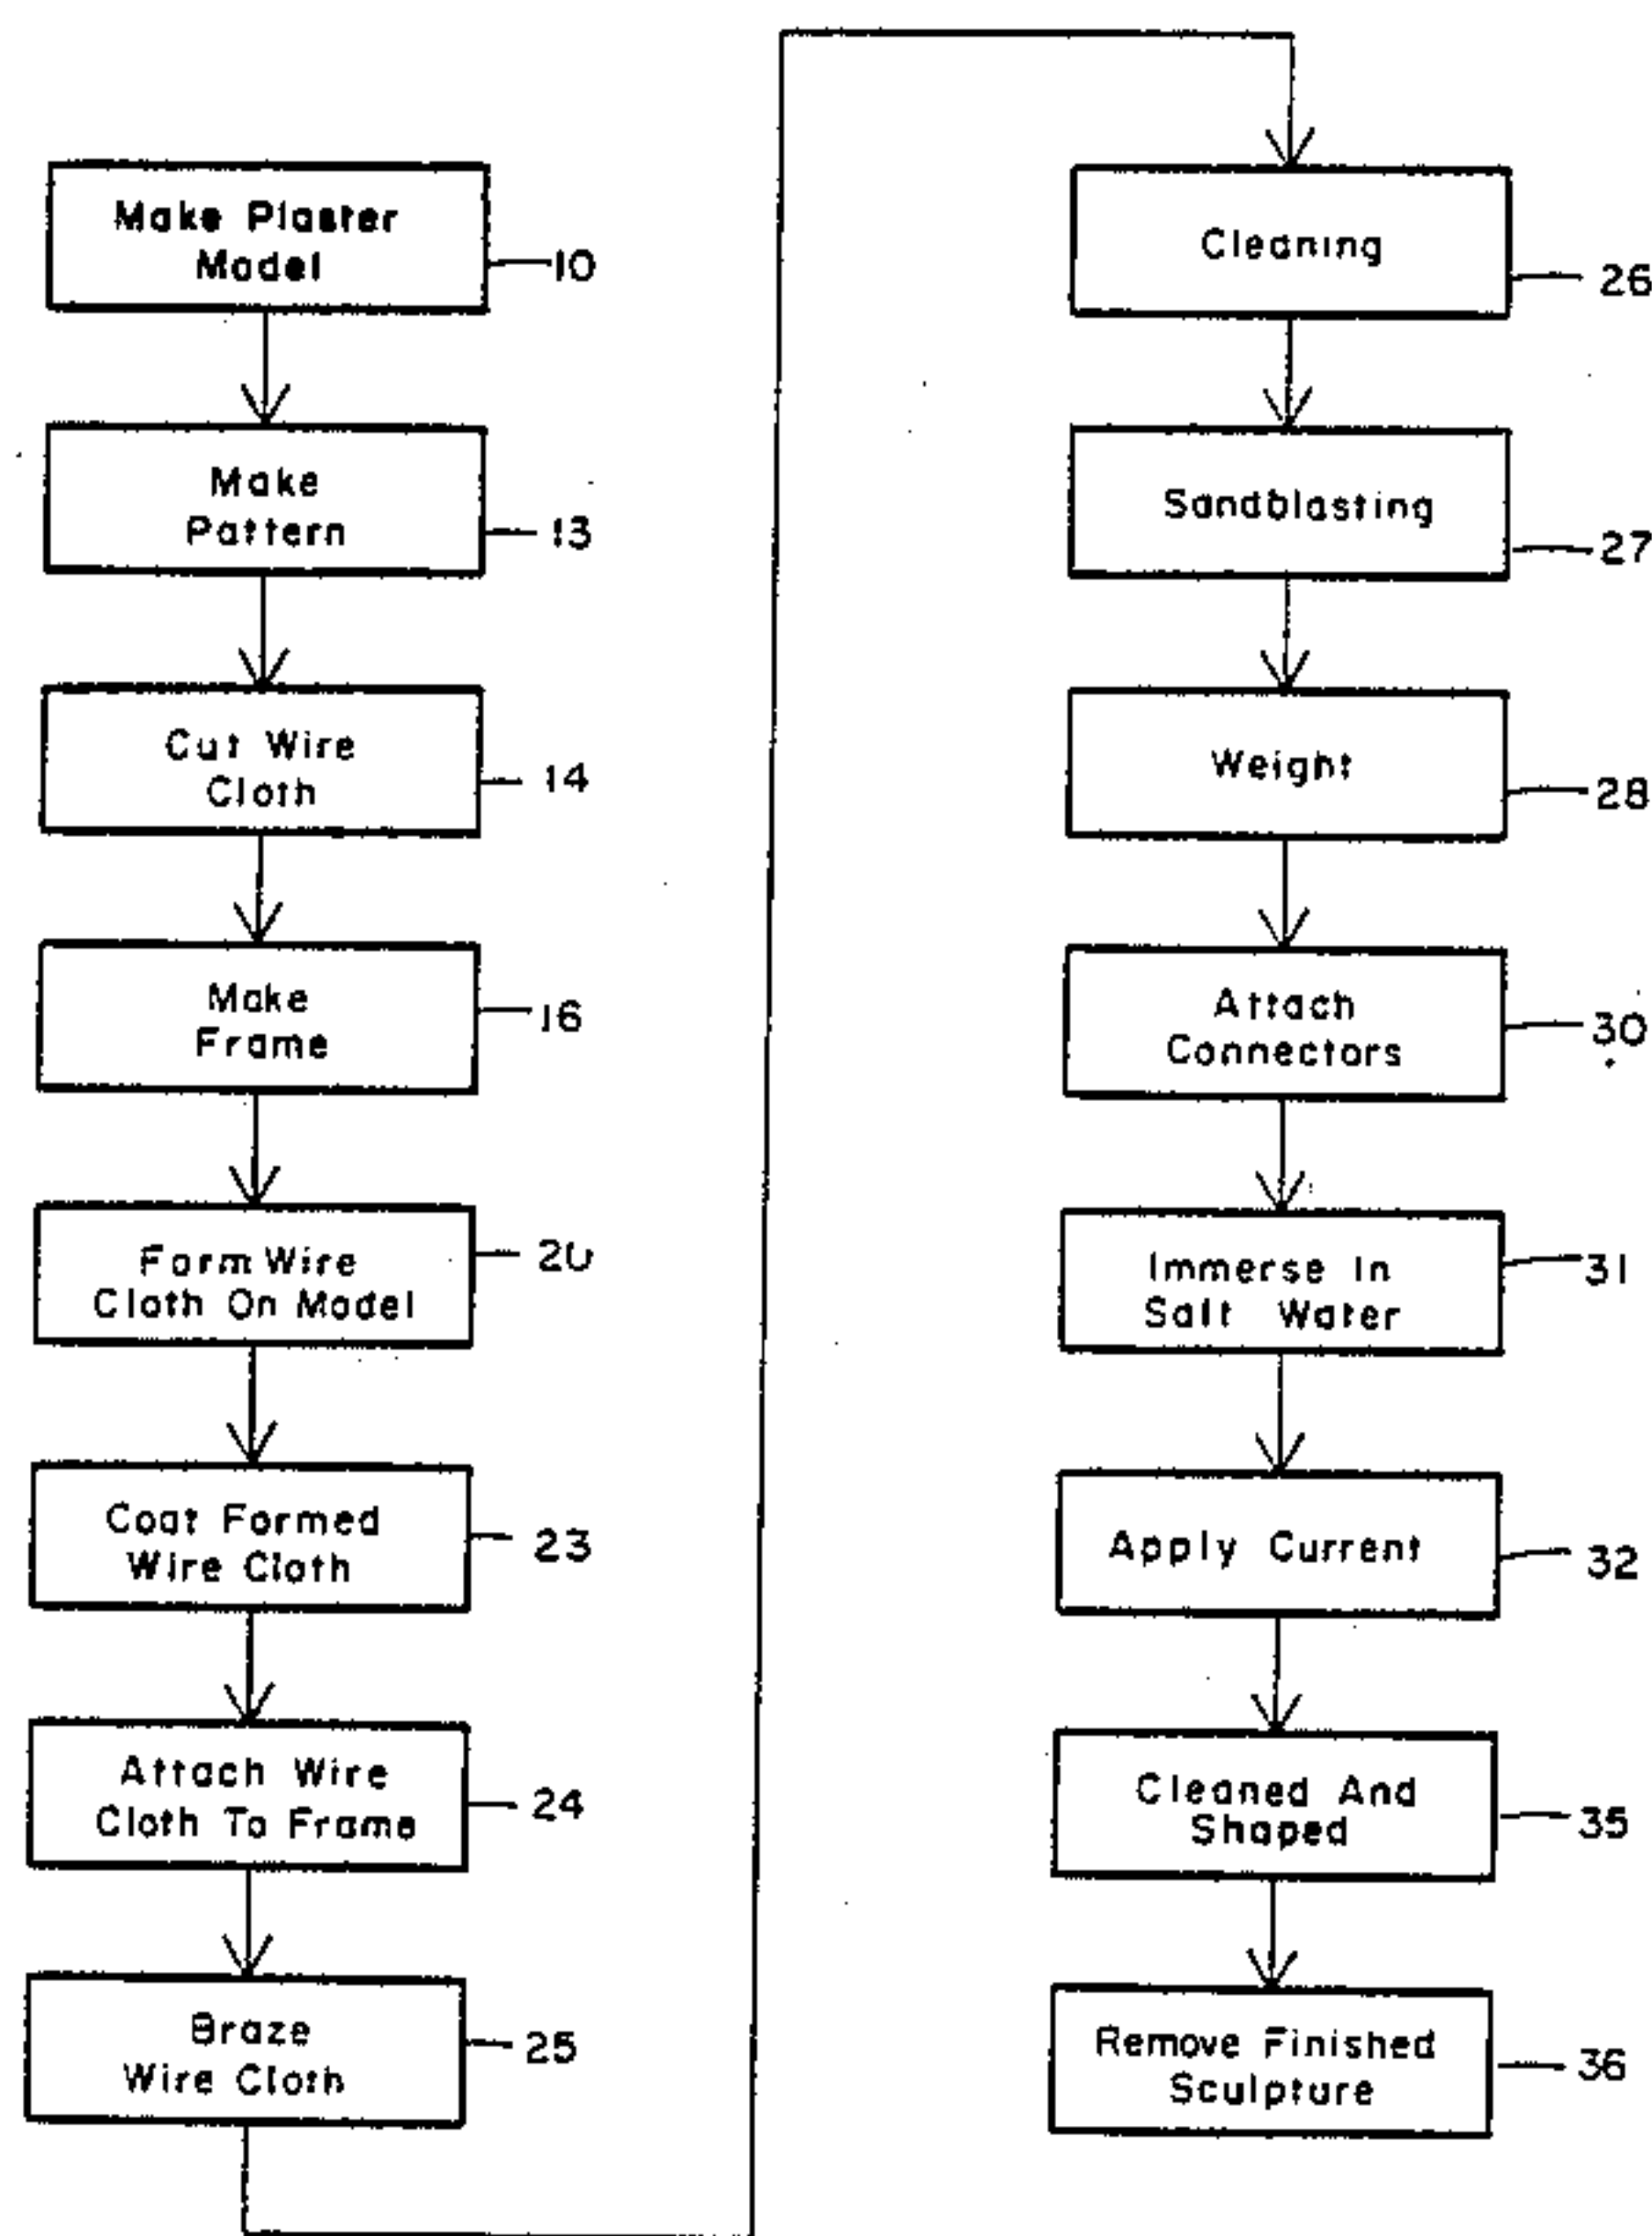 Make Plaster
Model
10
Make
Pattern
13
Cut Wire
Cloth
14
Make
Frame
16
Form Wire
Cloth On Model
20
Coat Formed
Wire Cloth
23
Attach Wire
Cloth To Frame
24
Braze
Wire Cloth
25
Cleaning
26
Sandblasting
27
Weight
28
Attach
Connectors
30
Immerse In
Salt Water
31
Apply Current
32
Cleaned And
Shaped
35
Remove Finished
Sculpture
36